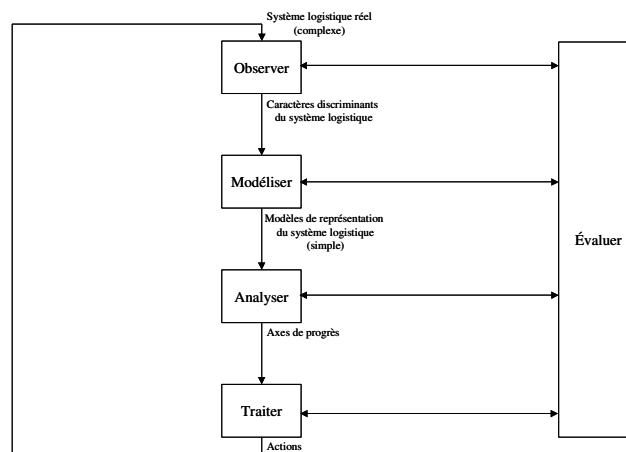 Système logistique réel
(complexe)
Observer
Caractères discriminants
du système logistique
Modéliser
Modèles de représentation
du système logistique
(simple)
Évaluer
Analyser
Axes de progrès
Traiter
Actions